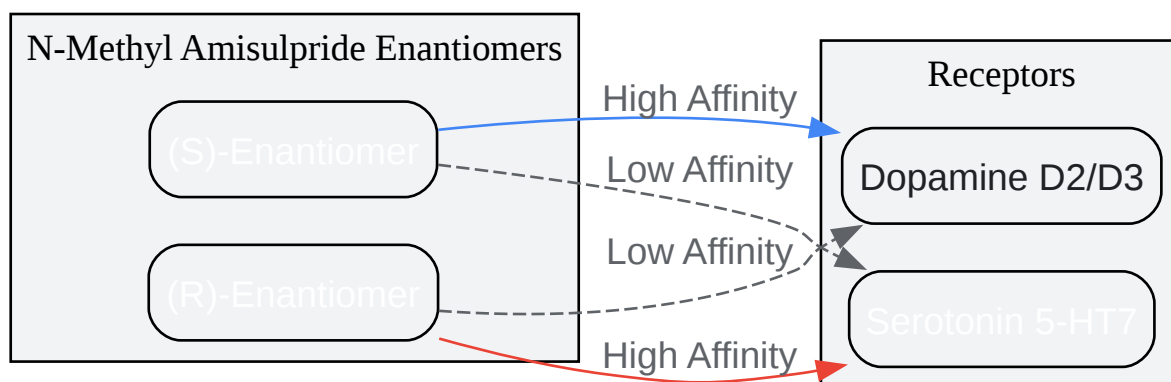 N-Methyl Amisulpride Enantiomers
(S)-Enantiomer
(R)-Enantiomer
High Affinity
Low Affinity
Low Affinity
High Affinity
Receptors
Dopamine D2/D3
Serotonin 5-HT7